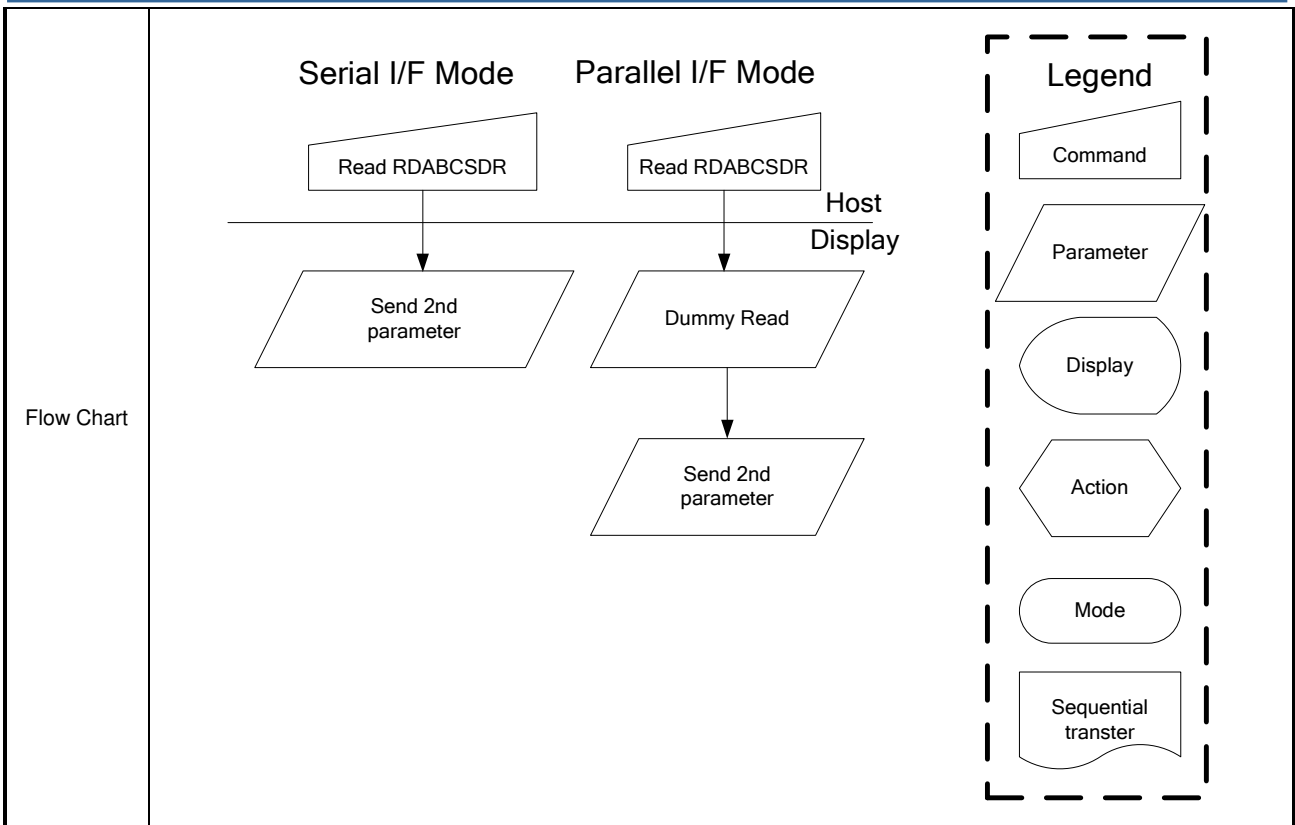 Flow Chart
Serial I/F Mode
Parallel I/F Mode
Read RDABCSDR
Read RDABCSDR
Host
Display
Send 2nd
parameter
Dummy Read
Send 2nd
parameter
Legend
Command
Parameter
Display
Action
Mode
Sequential
transter